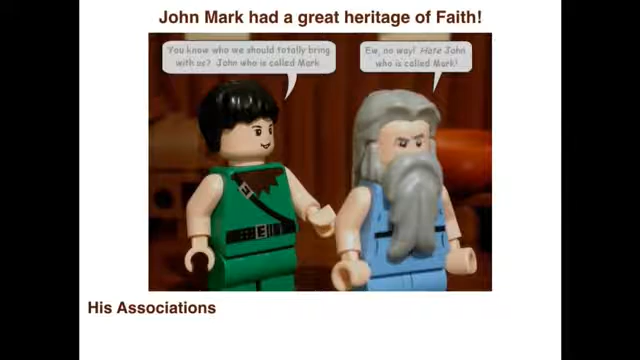 John Mark had a great heritage of Faith!
You know who we should totally bring
with us? John who is called Mark
Ew, no way! Hate John
who is called Mark!
His Associations